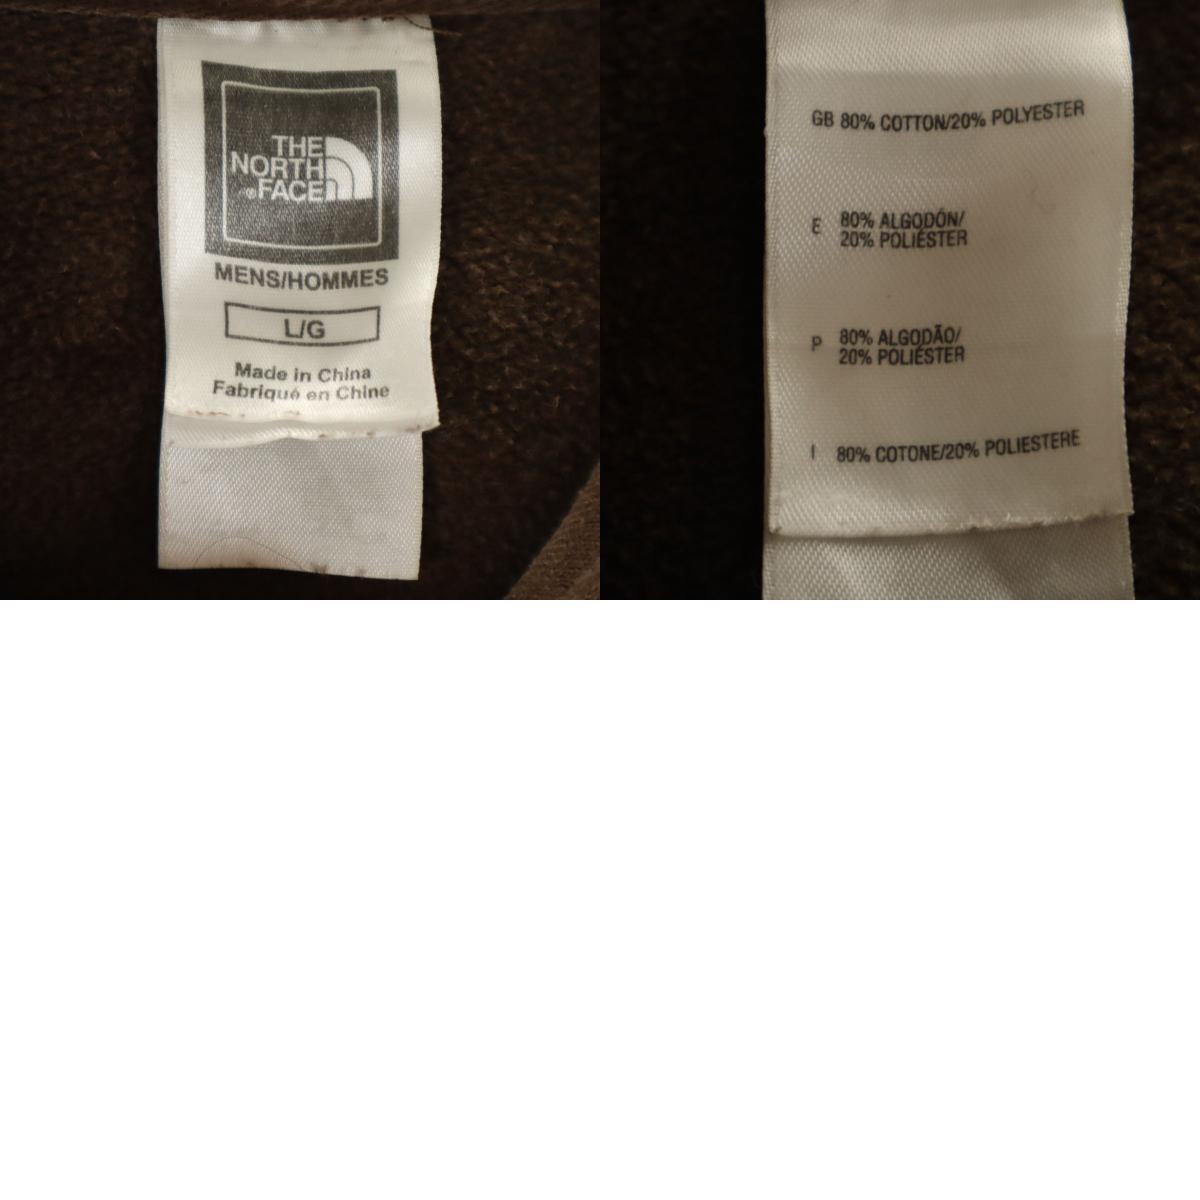 THE
NORTH
®FACE
MENS/HOMMES
L/G
Made in China
Fabriqué en Chine
GB 80% COTTON/20% POLYESTER
E 80% ALGODÓN/
20% POLIÉSTER
P 80% ALGODÃO/
20% POLIÉSTER
I 80% COTONE/20% POLIESTERE